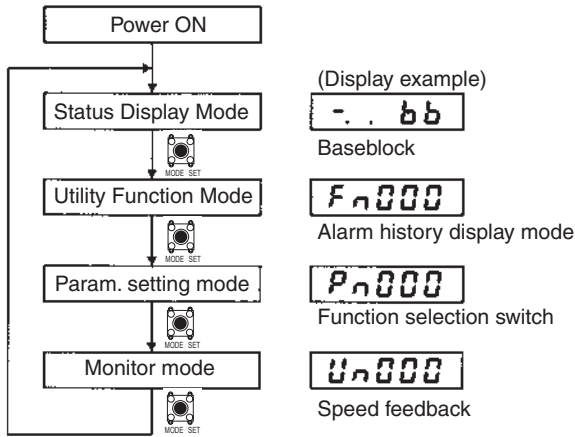 Power ON
(Display example)
Status Display Mode
-. . bb
MODE SET
Baseblock
Utility Function Mode
Fn000
MODE SET
Alarm history display mode
Param. setting mode
Pn000
MODE SET
Function selection switch
Monitor mode
Un000
MODE SET
Speed feedback